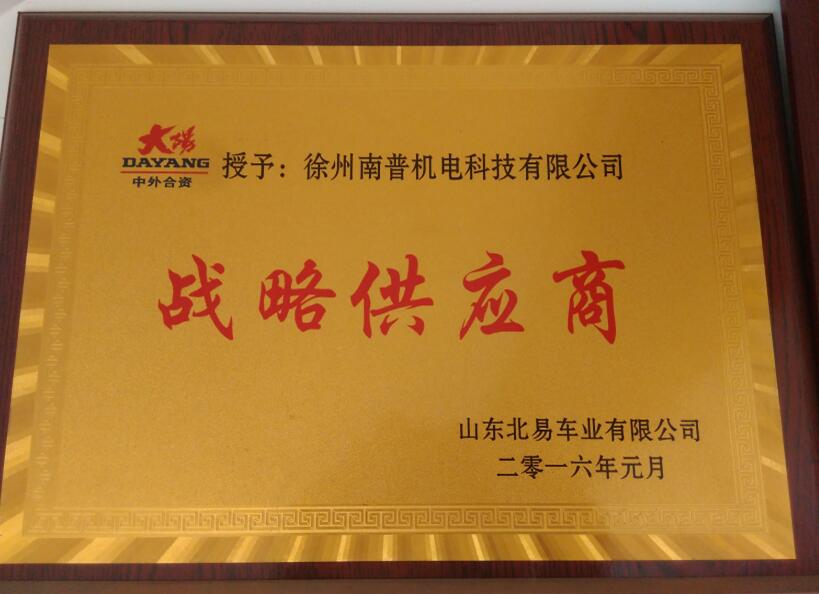 大阳
DAYANG
中外合资
授予：徐州南普机电科技有限公司
战略供应商
山东北易车业有限公司
二零一六年元月